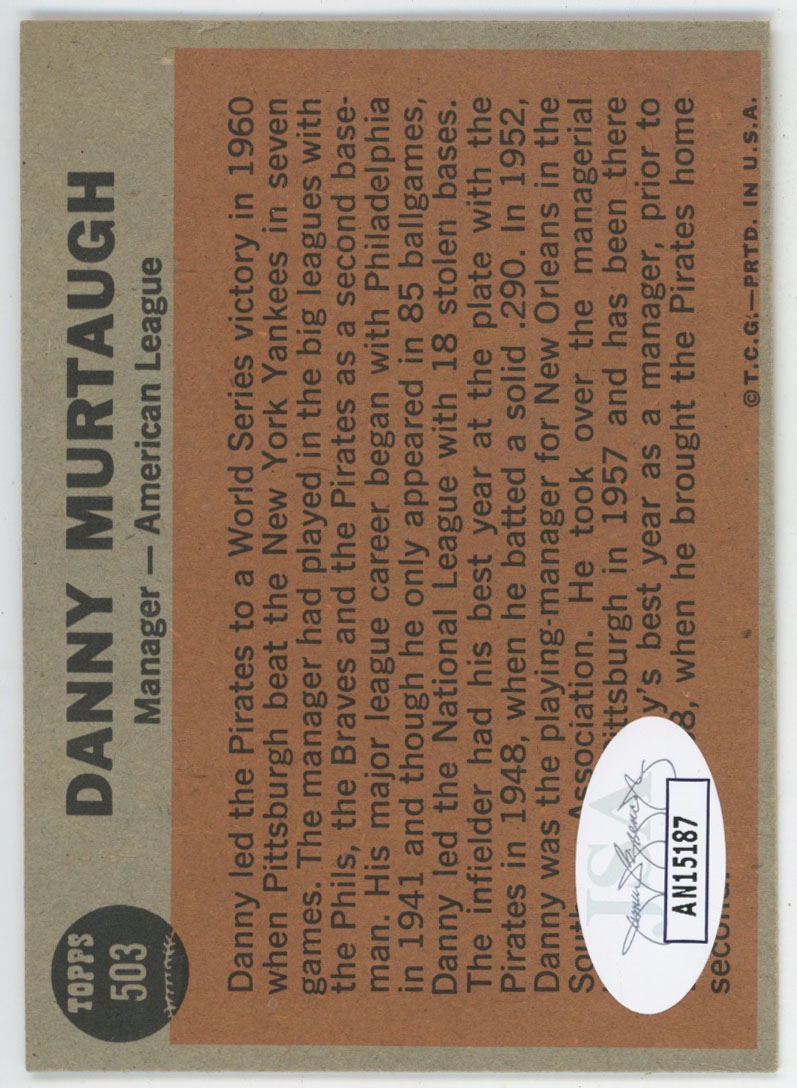 TOPPS
503
DANNY MURTAUGH
Manager — American League
Danny led the Pirates to a World Series victory in 1960
when Pittsburgh beat the New York Yankees in seven
games. The manager had played in the big leagues with
the Phils, the Braves and the Pirates as a second base-
man. His major league career began with Philadelphia
in 1941 and though he only appeared in 85 ballgames,
Danny led the National League with 18 stolen bases.
The infielder had his best year at the plate with the
Pirates in 1948, when he batted a solid .290. In 1952,
Danny was the playing-manager for New Orleans in the
Association. He took over the managerial
ittsburgh in 1957 and has been there
y's best year as a manager, prior to
8, when he brought the Pirates home
second.
©T.C.G.—PRTD. IN U.S.A.
JSA
AN15187